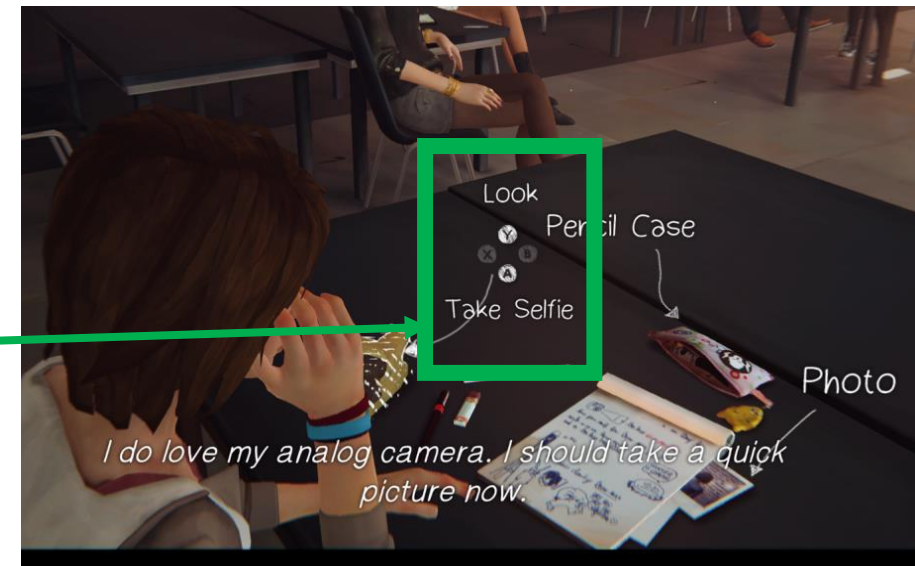 Look
Y
Pencil Case
X B
A
Take Selfie
Photo
I do love my analog camera. I should take a quick
picture now.